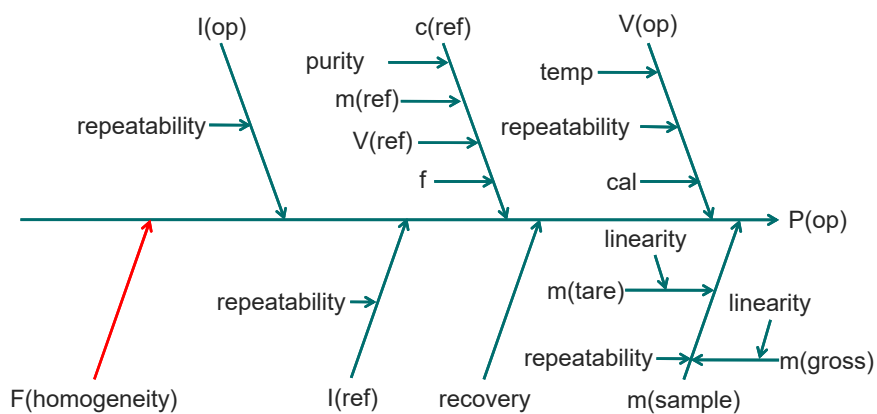 I(op)
c(ref)
V(op)
purity
temp
m(ref)
repeatability
repeatability
V(ref)
f
cal
P(op)
linearity
m(tare)
repeatability
linearity
repeatability
m(gross)
F(homogeneity)
I(ref)
recovery
m(sample)